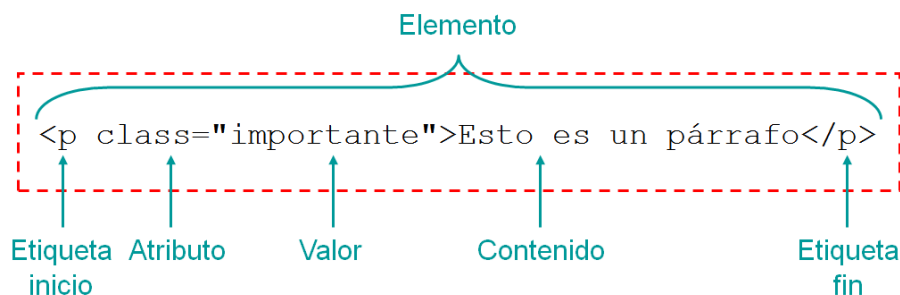 Elemento
<p class="importante">Esto es un párrafo</p>
Etiqueta inicio
Atributo
Valor
Contenido
Etiqueta fin